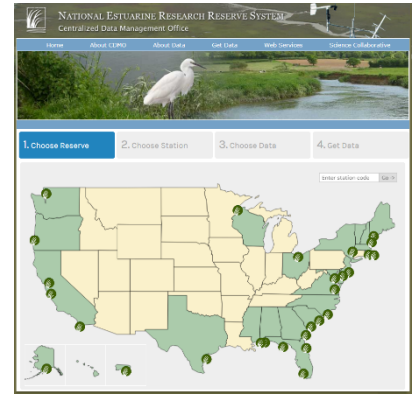 NATIONAL ESTUARINE RESEARCH RESERVE SYSTEM
Centralized Data Management Office
Home About CDMO About Data Get Data Web Services Science Collaborative
1. Choose Reserve 2. Choose Station 3. Choose Data 4. Get Data
Enter station code Go »